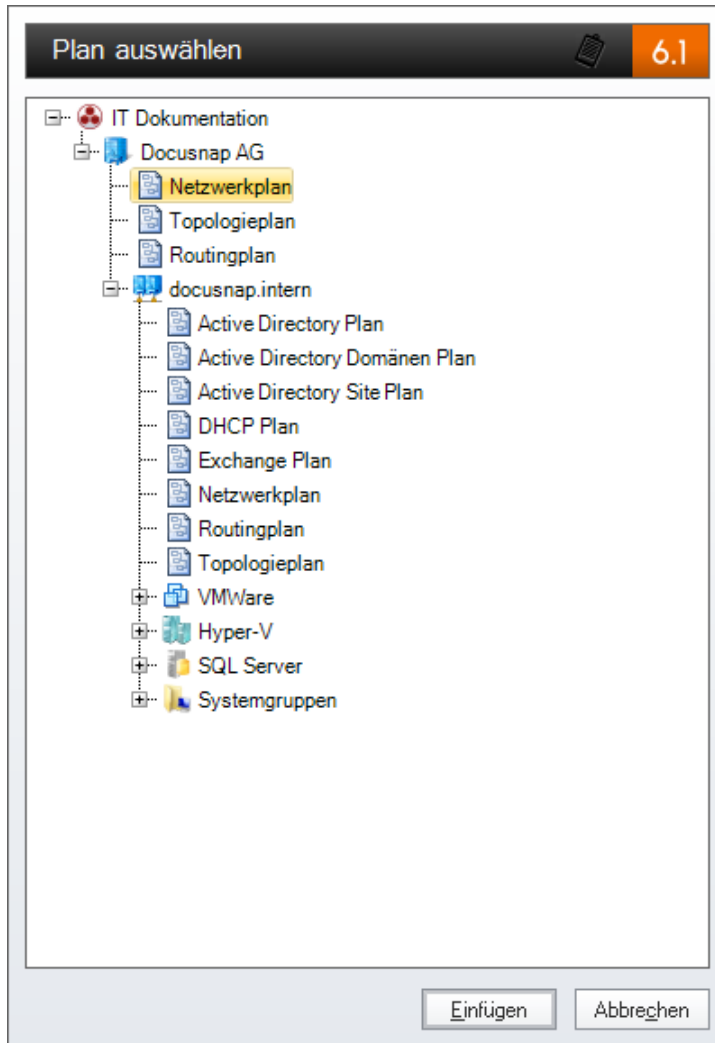 Plan auswählen
6.1
IT Dokumentation
Docusnap AG
Netzwerkplan
Topologieplan
Routingplan
docusnap.intern
Active Directory Plan
Active Directory Domänen Plan
Active Directory Site Plan
DHCP Plan
Exchange Plan
Netzwerkplan
Routingplan
Topologieplan
VMWare
Hyper-V
SQL Server
Systemgruppen
Einfügen Abbrechen